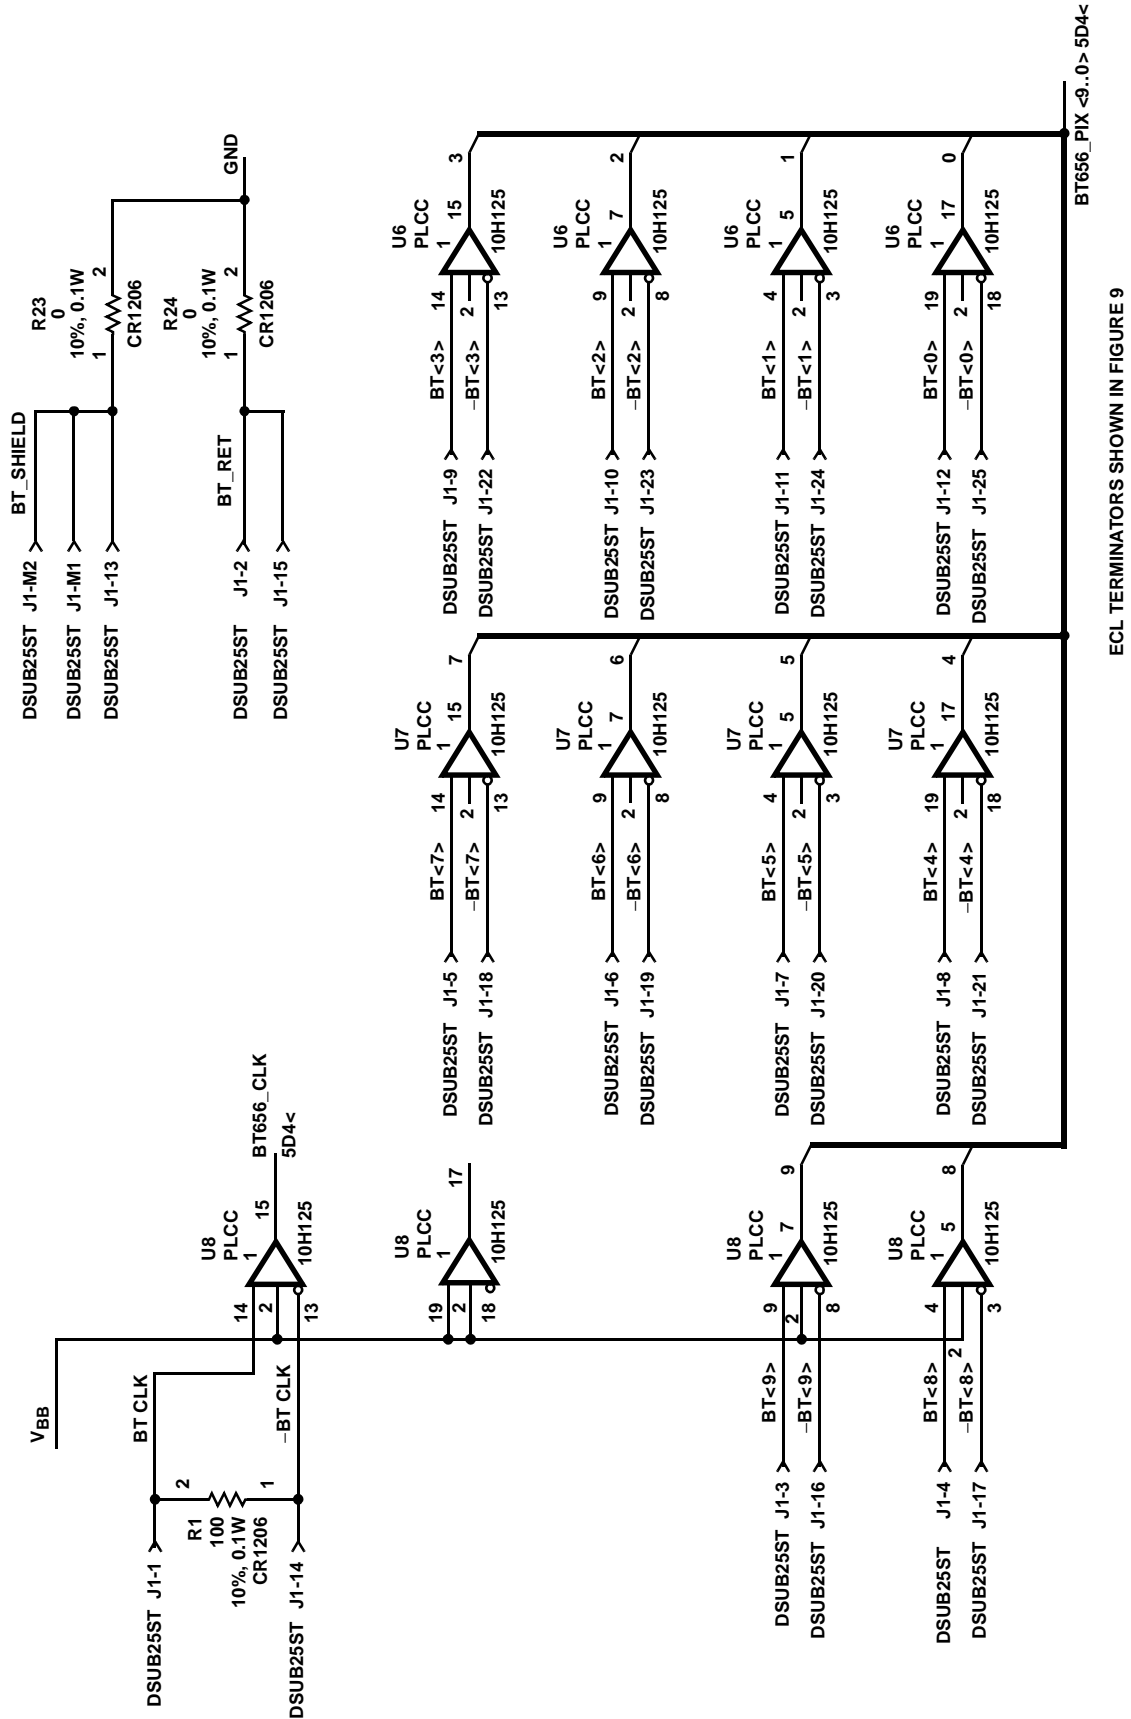 VBB
DSUB25ST J1-1
BT CLK
2
R1
100
10%, 0.1W
CR1206
1
DSUB25ST J1-14
–BT CLK
14
2
13
U8
PLCC
1
15
10H125
BT656_CLK
5D4<
DSUB25ST J1-M2
BT_SHIELD
DSUB25ST J1-M1
DSUB25ST J1-13
R23
0
10%, 0.1W
1
2
CR1206
DSUB25ST J1-2
BT_RET
DSUB25ST J1-15
R24
0
10%, 0.1W
1
2
CR1206
GND
19
2
18
U8
PLCC
1
17
10H125
DSUB25ST J1-5
BT<7>
DSUB25ST J1-18
–BT<7>
14
2
13
U7
PLCC
1
15
10H125
7
DSUB25ST J1-9
BT<3>
DSUB25ST J1-22
–BT<3>
14
2
13
U6
PLCC
1
15
10H125
3
DSUB25ST J1-6
BT<6>
DSUB25ST J1-19
–BT<6>
9
2
8
U7
PLCC
1
7
10H125
6
DSUB25ST J1-10
BT<2>
DSUB25ST J1-23
–BT<2>
9
2
8
U6
PLCC
1
7
10H125
2
DSUB25ST J1-3
BT<9>
DSUB25ST J1-16
–BT<9>
9
2
8
U8
PLCC
1
7
10H125
9
DSUB25ST J1-7
BT<5>
DSUB25ST J1-20
–BT<5>
4
2
3
U7
PLCC
1
5
10H125
5
DSUB25ST J1-11
BT<1>
DSUB25ST J1-24
–BT<1>
4
2
3
U6
PLCC
1
5
10H125
1
DSUB25ST J1-4
BT<8>
DSUB25ST J1-17
–BT<8>
4
2
3
U8
PLCC
1
5
10H125
8
DSUB25ST J1-8
BT<4>
DSUB25ST J1-21
–BT<4>
19
2
18
U7
PLCC
1
17
10H125
4
DSUB25ST J1-12
BT<0>
DSUB25ST J1-25
–BT<0>
19
2
18
U6
PLCC
1
17
10H125
0
BT656_PIX <9..0> 5D4<
ECL TERMINATORS SHOWN IN FIGURE 9